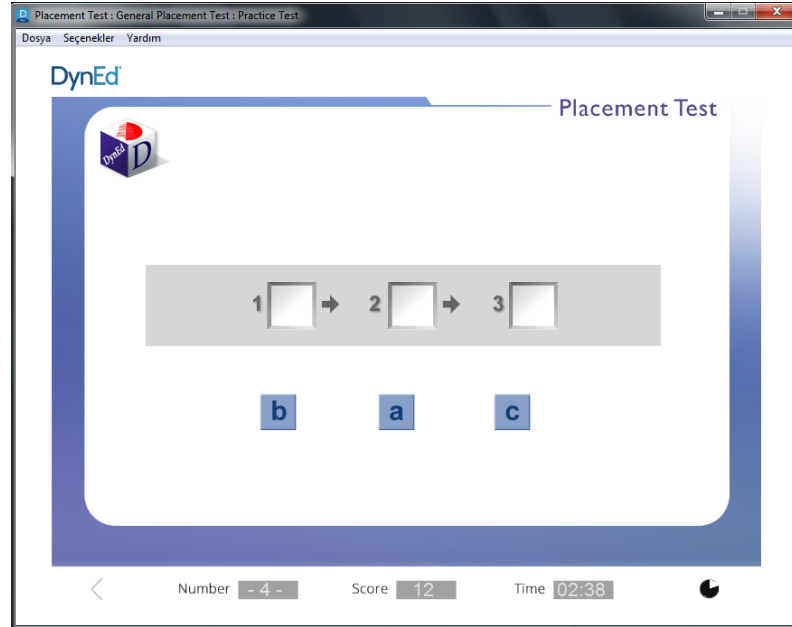 Placement Test : General Placement Test : Practice Test
Dosya Seçenekler Yardım
DynEd
Placement Test
DynEd D
1 2 3
b a c
Number - 4 - Score 12 Time 02:38